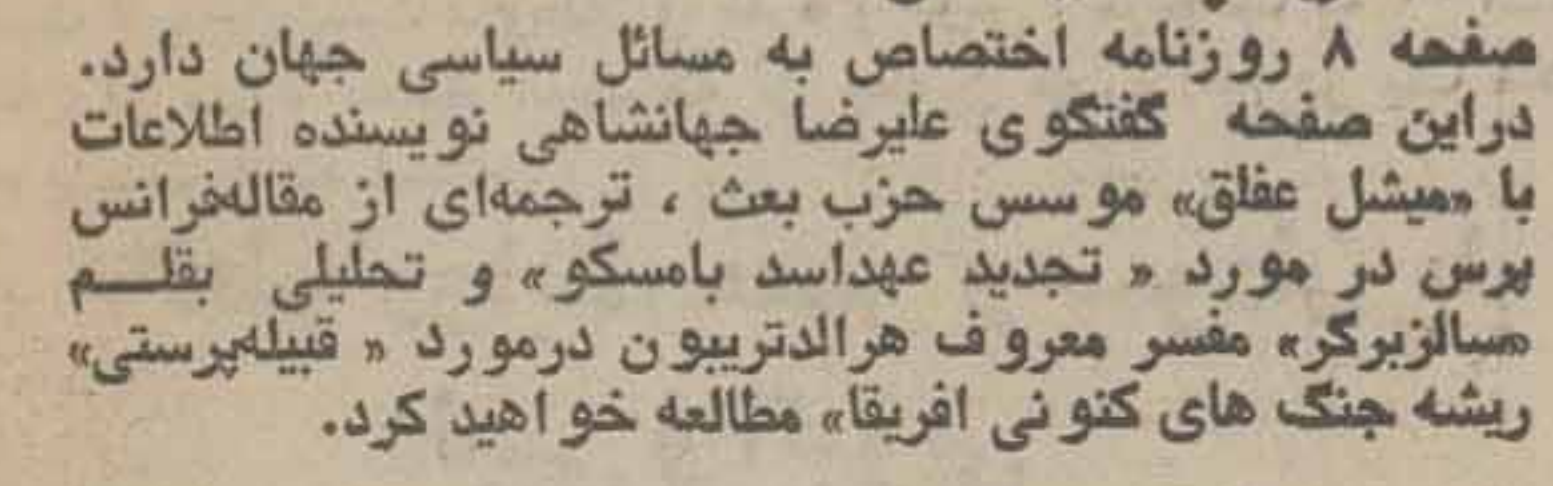 صفحه ۸ روزنامه اختصاص به مسائل سیاسی جهان دارد.
دراین صفحه گفتگوی علیرضا جهانشاهی نویسنده اطلاعات
با «میشل عفلق» موسس حزب بعث ، ترجمه‌ای از مقاله‌فرانس
پرس در مورد « تجدید عهداسد بامسکو» و تحلیلی بقلـــم
«سالزبرگر» مفسر معروف هرالدتریبون درمورد « قبیله‌پرستی»
ریشه جنگ های کنونی افریقا» مطالعه خواهید کرد.